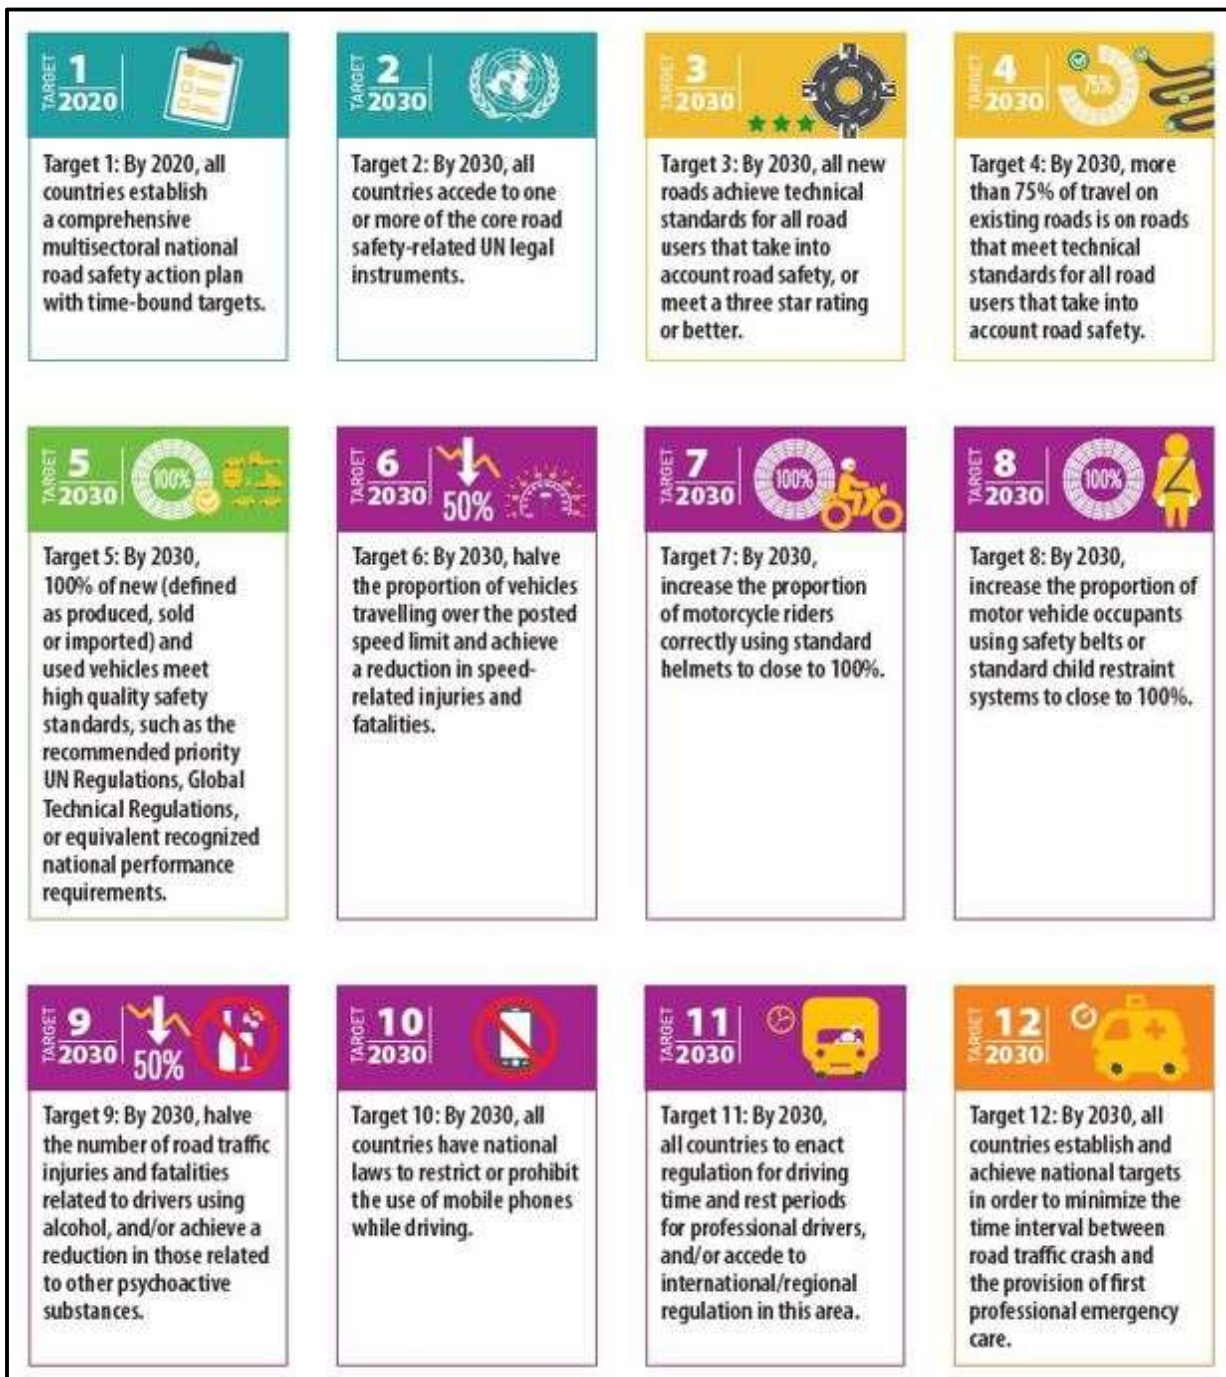 TARGET 1
2020
Target 1: By 2020, all
countries establish
a comprehensive
multisectoral national
road safety action plan
with time-bound targets.
TARGET 2
2030
Target 2: By 2030, all
countries accede to one
or more of the core road
safety-related UN legal
instruments.
TARGET 3
2030
Target 3: By 2030, all new
roads achieve technical
standards for all road
users that take into
account road safety, or
meet a three star rating
or better.
TARGET 4
2030
75%
Target 4: By 2030, more
than 75% of travel on
existing roads is on roads
that meet technical
standards for all road
users that take into
account road safety.
TARGET 5
2030
100%
Target 5: By 2030,
100% of new (defined
as produced, sold
or imported) and
used vehicles meet
high quality safety
standards, such as the
recommended priority
UN Regulations, Global
Technical Regulations,
or equivalent recognized
national performance
requirements.
TARGET 6
2030
50%
Target 6: By 2030, halve
the proportion of vehicles
travelling over the posted
speed limit and achieve
a reduction in speed-
related injuries and
fatalities.
TARGET 7
2030
100%
Target 7: By 2030,
increase the proportion
of motorcycle riders
correctly using standard
helmets to close to 100%.
TARGET 8
2030
100%
Target 8: By 2030,
increase the proportion of
motor vehicle occupants
using safety belts or
standard child restraint
systems to close to 100%.
TARGET 9
2030
50%
Target 9: By 2030, halve
the number of road traffic
injuries and fatalities
related to drivers using
alcohol, and/or achieve a
reduction in those related
to other psychoactive
substances.
TARGET 10
2030
Target 10: By 2030, all
countries have national
laws to restrict or prohibit
the use of mobile phones
while driving.
TARGET 11
2030
Target 11: By 2030,
all countries to enact
regulation for driving
time and rest periods
for professional drivers,
and/or accede to
international/regional
regulation in this area.
TARGET 12
2030
Target 12: By 2030, all
countries establish and
achieve national targets
in order to minimize the
time interval between
road traffic crash and
the provision of first
professional emergency
care.